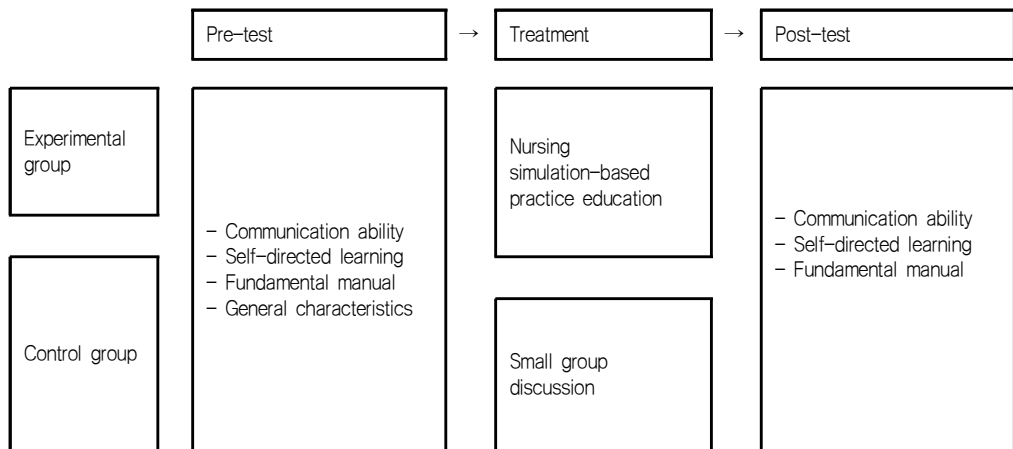 Pre-test → Treatment → Post-test
Experimental
group
- Communication ability
- Self-directed learning
- Fundamental manual
- General characteristics
Nursing
simulation-based
practice education
- Communication ability
- Self-directed learning
- Fundamental manual
Control group
Small group
discussion